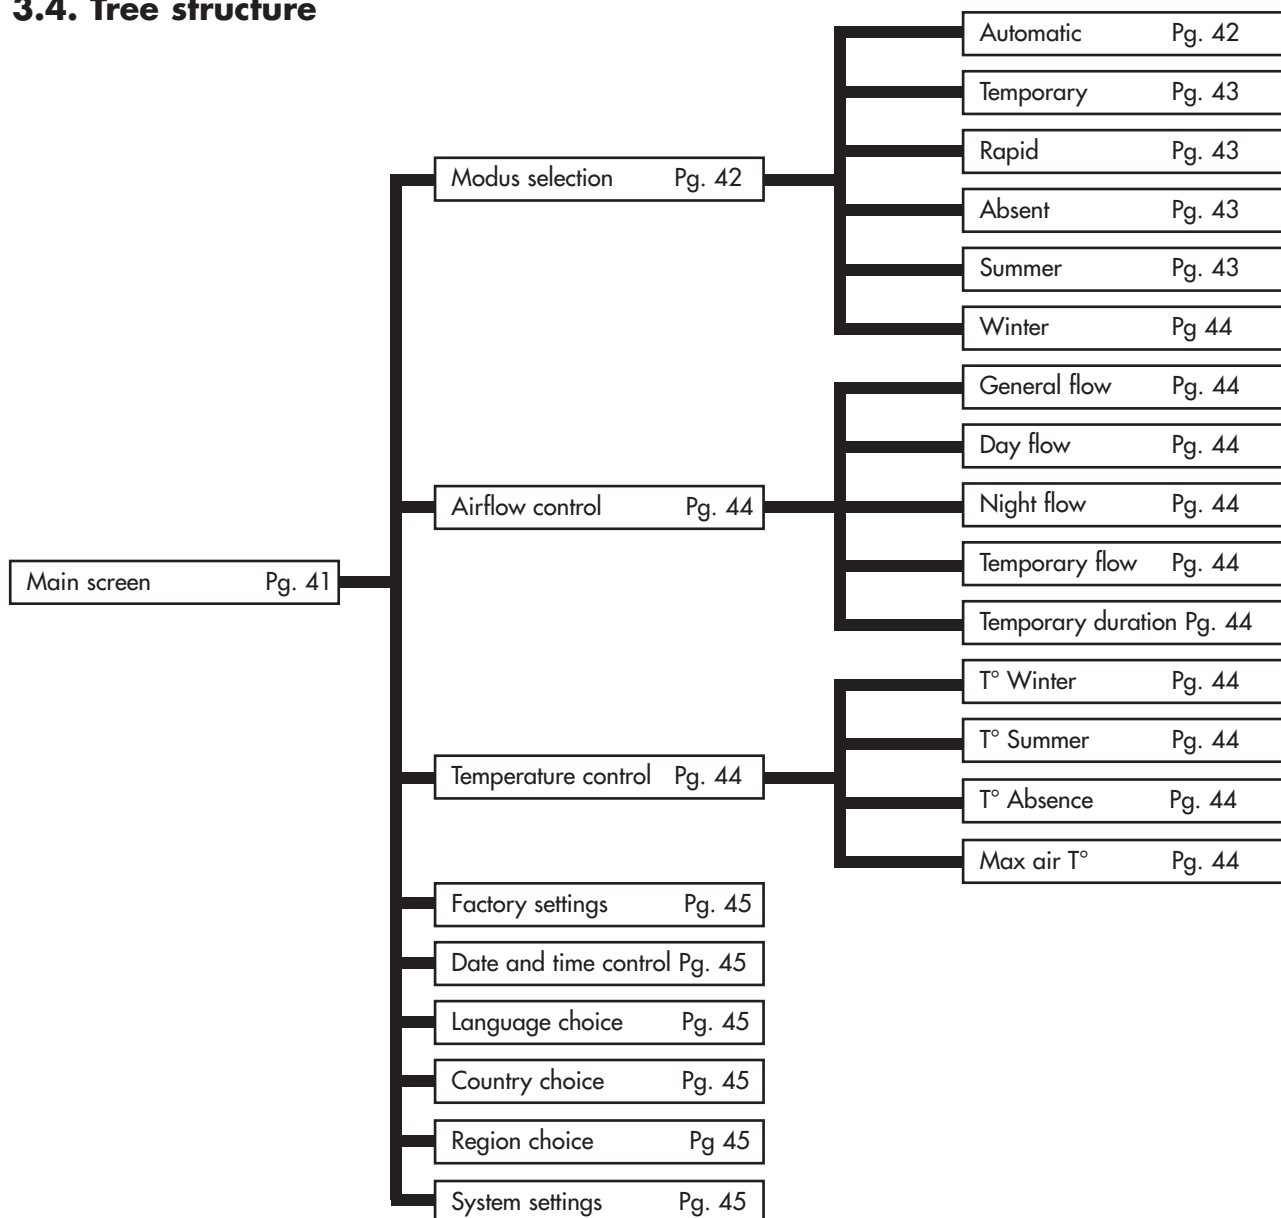 3.4. Tree structure
Main screen Pg. 41
Modus selection Pg. 42
Automatic Pg. 42
Temporary Pg. 43
Rapid Pg. 43
Absent Pg. 43
Summer Pg. 43
Winter Pg 44
Airflow control Pg. 44
General flow Pg. 44
Day flow Pg. 44
Night flow Pg. 44
Temporary flow Pg. 44
Temporary duration Pg. 44
Temperature control Pg. 44
T° Winter Pg. 44
T° Summer Pg. 44
T° Absence Pg. 44
Max air T° Pg. 44
Factory settings Pg. 45
Date and time control Pg. 45
Language choice Pg. 45
Country choice Pg. 45
Region choice Pg 45
System settings Pg. 45